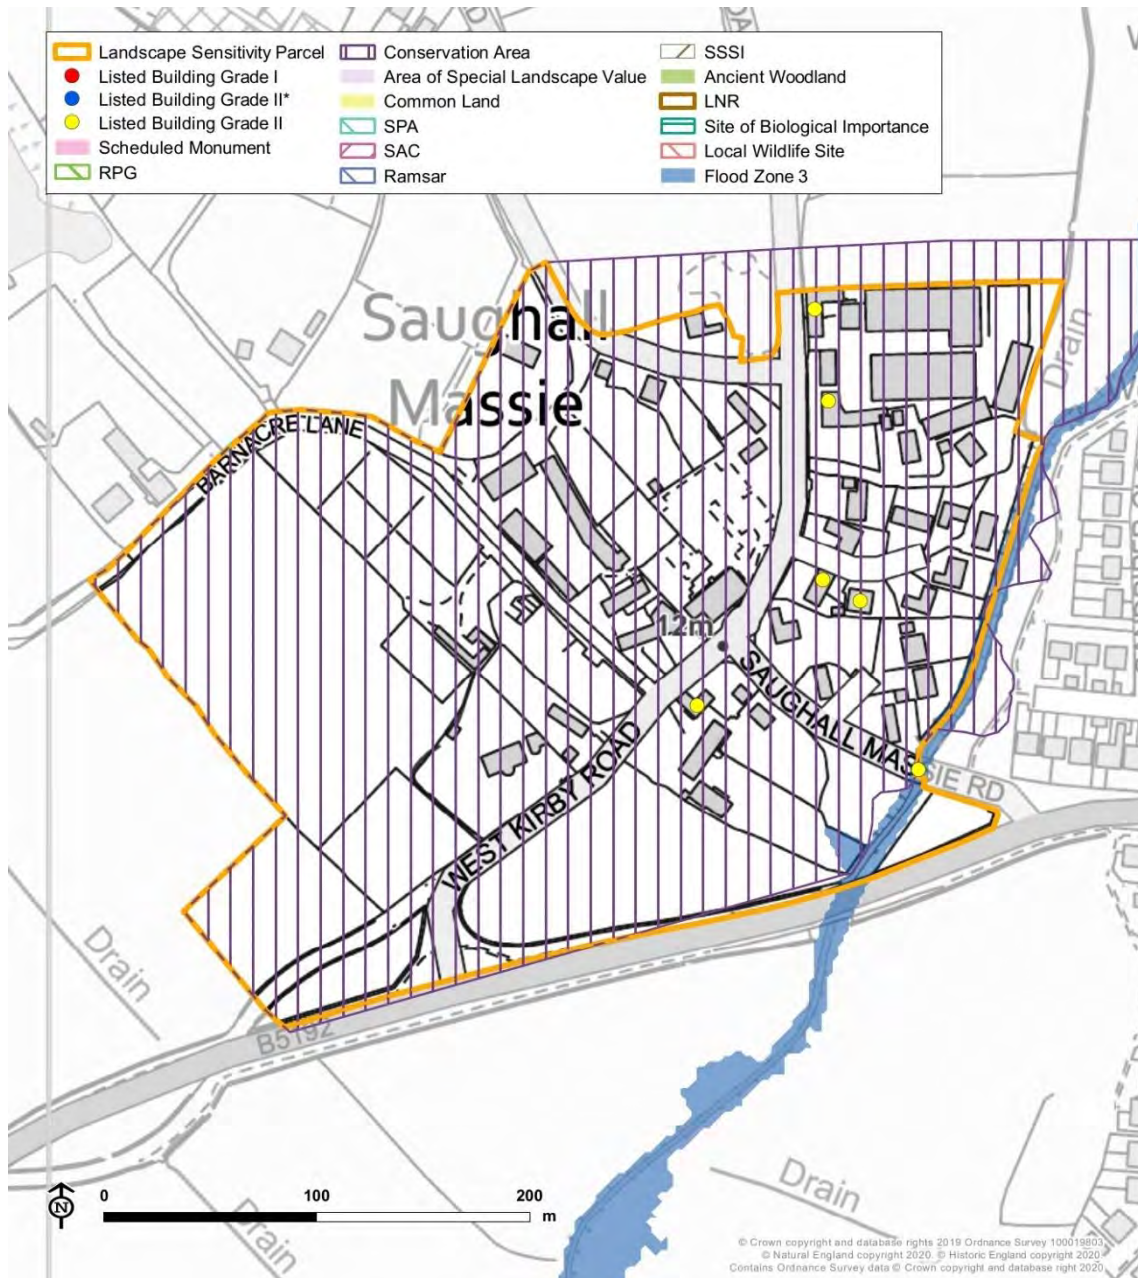 Landscape Sensitivity Parcel
Listed Building Grade I
Listed Building Grade II*
Listed Building Grade II
Scheduled Monument
RPG
Conservation Area
Area of Special Landscape Value
Common Land
SPA
SAC
Ramsar
SSSI
Ancient Woodland
LNR
Site of Biological Importance
Local Wildlife Site
Flood Zone 3
Saughall
Massie
Drain
BARNACRE LANE
12m
SAUGHALL MASSIE RD
WEST KIRBY ROAD
Drain
B5192
Drain
Drain
N
0 100 200
m
© Crown copyright and database rights 2019 Ordnance Survey 100019803
© Natural England copyright 2020. © Historic England copyright 2020
Contains Ordnance Survey data © Crown copyright and database right 2020